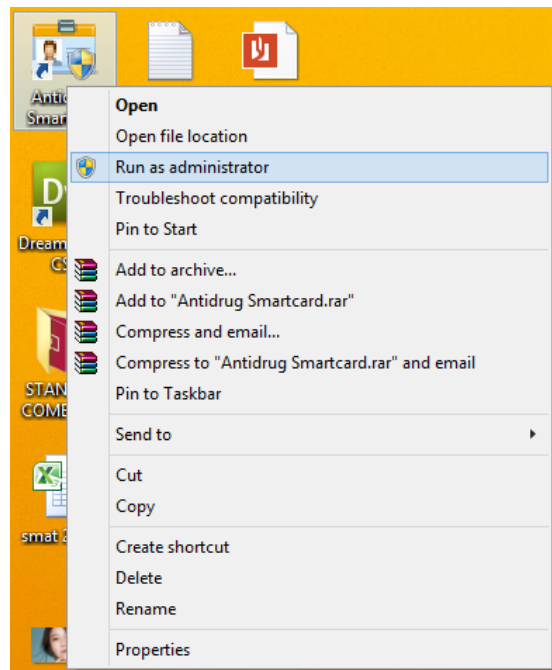 Open
Open file location
Run as administrator
Troubleshoot compatibility
Pin to Start
Add to archive...
Add to "Antidrug Smartcard.rar"
Compress and email...
Compress to "Antidrug Smartcard.rar" and email
Pin to Taskbar
Send to
Cut
Copy
Create shortcut
Delete
Rename
Properties